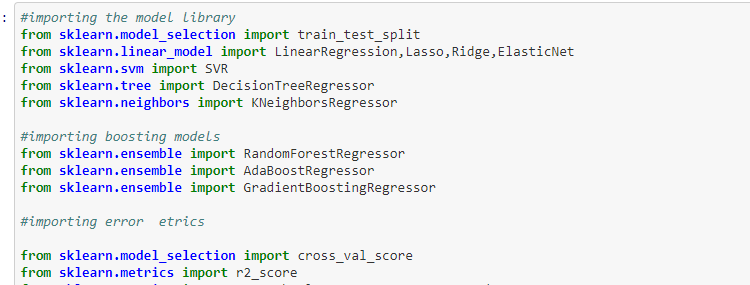 : #importing the model library
from sklearn.model_selection import train_test_split
from sklearn.linear_model import LinearRegression,Lasso,Ridge,ElasticNet
from sklearn.svm import SVR
from sklearn.tree import DecisionTreeRegressor
from sklearn.neighbors import KNeighborsRegressor
#importing boosting models
from sklearn.ensemble import RandomForestRegressor
from sklearn.ensemble import AdaBoostRegressor
from sklearn.ensemble import GradientBoostingRegressor
#importing error  etrics
from sklearn.model_selection import cross_val_score
from sklearn.metrics import r2_score